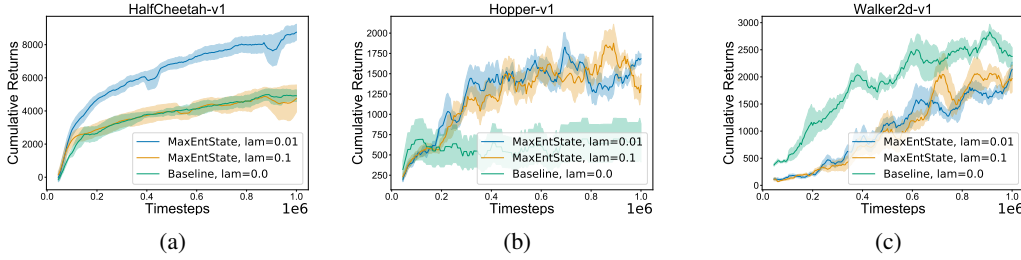 HalfCheetah-v1
Cumulative Returns
8000
6000
4000
2000
0
MaxEntState, lam=0.01
MaxEntState, lam=0.1
Baseline, lam=0.0
0.0 0.2 0.4 0.6 0.8 1.0
Timesteps 1e6
(a)
Hopper-v1
Cumulative Returns
2000
1750
1500
1250
1000
750
500
250
MaxEntState, lam=0.01
MaxEntState, lam=0.1
Baseline, lam=0.0
0.0 0.2 0.4 0.6 0.8 1.0
Timesteps 1e6
(b)
Walker2d-v1
Cumulative Returns
3000
2500
2000
1500
1000
500
0
MaxEntState, lam=0.01
MaxEntState, lam=0.1
Baseline, lam=0.0
0.0 0.2 0.4 0.6 0.8 1.0
Timesteps 1e6
(c)